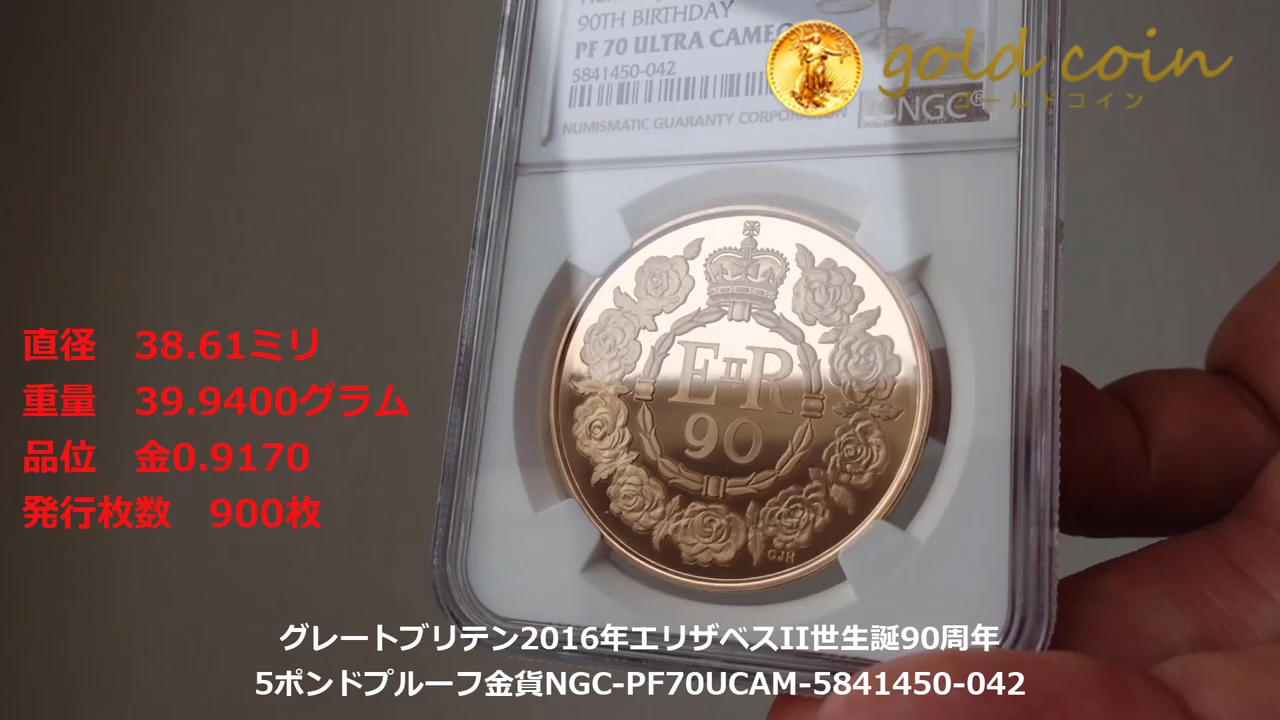 90TH BIRTHDAY
PF 70 ULTRA CAMEO
5841450-042
NUMISMATIC GUARANTY CORPORATION
NGC®
gold coin
ゴールドコイン
E II R
90
GJH
直径 38.61ミリ
重量 39.9400グラム
品位 金0.9170
発行枚数 900枚
グレートブリテン2016年エリザベスII世生誕90周年
5ポンドプルーフ金貨NGC-PF70UCAM-5841450-042